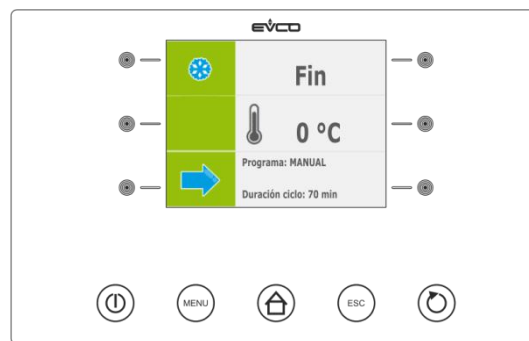 EVCO
Fin
0 °C
Programa: MANUAL
Duración ciclo: 70 min
MENU
ESC